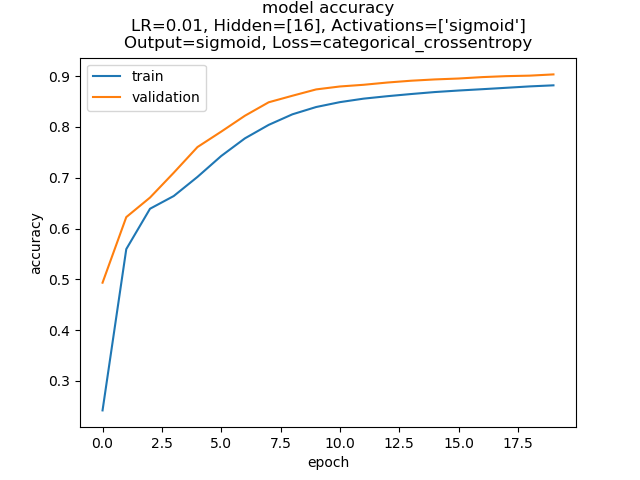 model accuracy
LR=0.01, Hidden=[16], Activations=['sigmoid']
Output=sigmoid, Loss=categorical_crossentropy
train
validation
0.9
0.8
0.7
0.6
0.5
0.4
0.3
accuracy
0.0 2.5 5.0 7.5 10.0 12.5 15.0 17.5
epoch